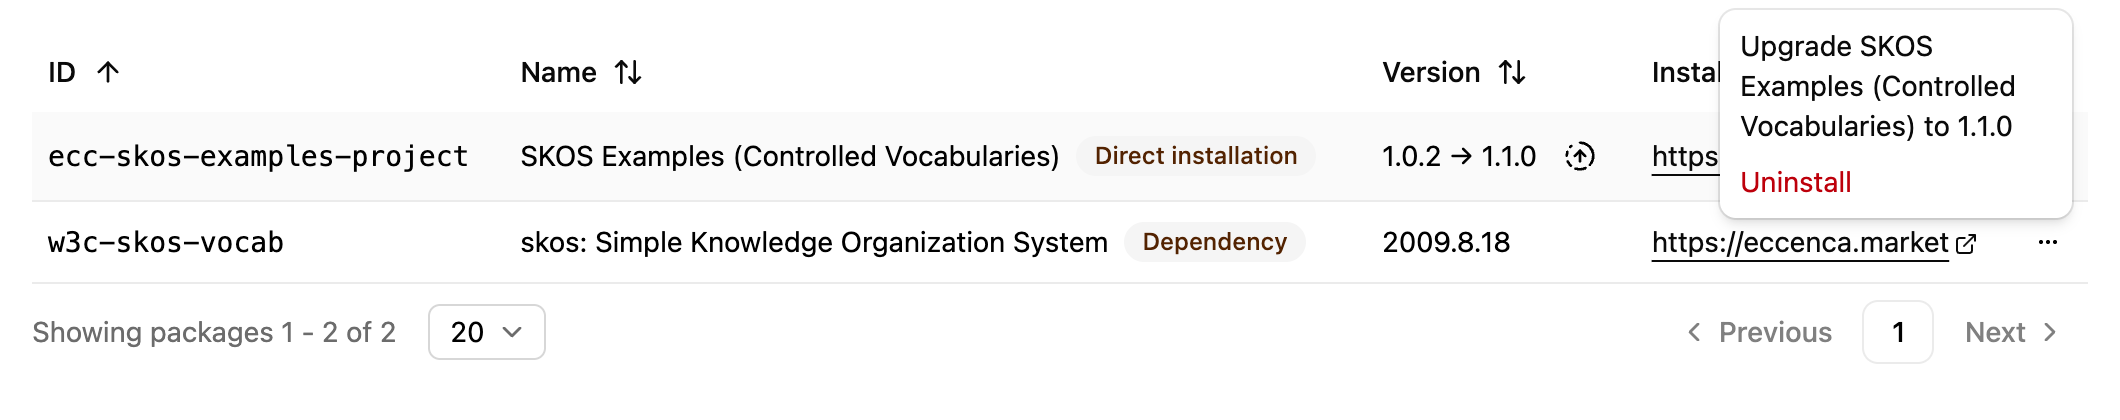 ID Name Version Instal
Upgrade SKOS
Examples (Controlled
Vocabularies) to 1.1.0
Uninstall
ecc-skos-examples-project SKOS Examples (Controlled Vocabularies) Direct installation 1.0.2 → 1.1.0 https
w3c-skos-vocab skos: Simple Knowledge Organization System Dependency 2009.8.18 https://eccenca.market ...
Showing packages 1 - 2 of 2 20 Previous 1 Next